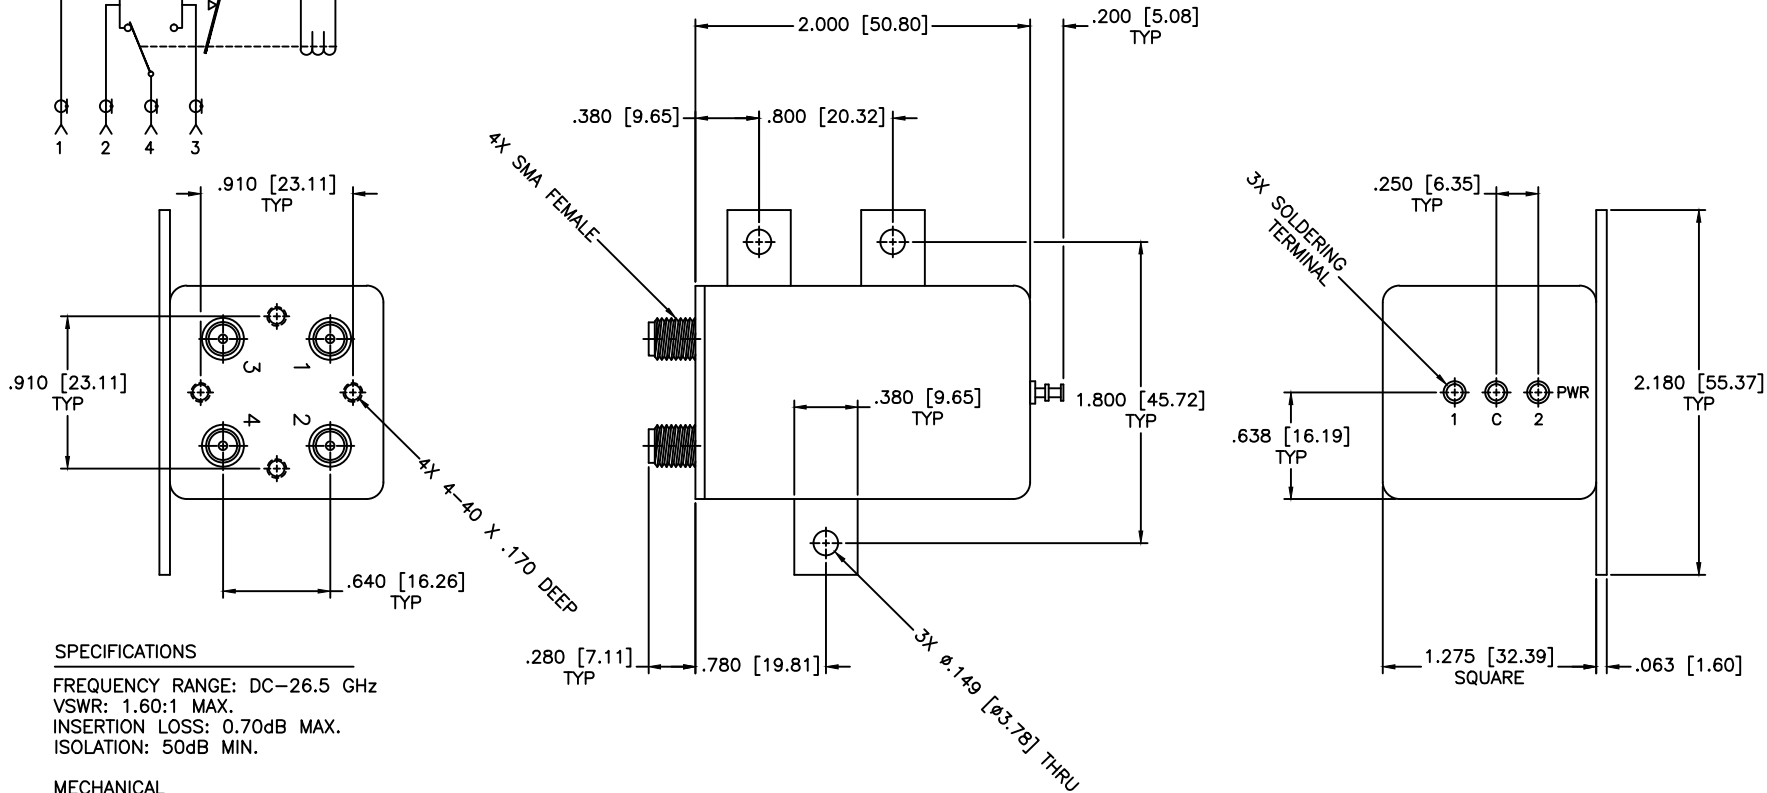 2.000 [50.80]
.200 [5.08]
TYP
.380 [9.65]
.800 [20.32]
1 2 4 3
.910 [23.11]
TYP
4X SMA FEMALE
3X SOLDERING
TERMINAL
.250 [6.35]
TYP
3 1
4 2
.910 [23.11]
TYP
.380 [9.65]
TYP
1.800 [45.72]
TYP
PWR
1 C 2
2.180 [55.37]
TYP
.638 [16.19]
TYP
4X 4-40 X .170 DEEP
.640 [16.26]
TYP
.280 [7.11]
TYP
.780 [19.81]
3X ø.149 [ø3.78] THRU
1.275 [32.39]
SQUARE
.063 [1.60]
SPECIFICATIONS
FREQUENCY RANGE: DC-26.5 GHz
VSWR: 1.60:1 MAX.
INSERTION LOSS: 0.70dB MAX.
ISOLATION: 50dB MIN.
MECHANICAL